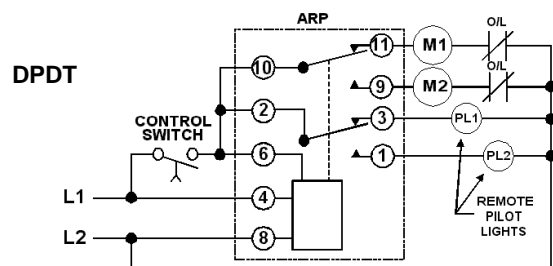 ARP
DPDT
O/L
11
M1
10
O/L
9
M2
2
3
PL1
CONTROL
SWITCH
6
1
PL2
L1
4
L2
8
REMOTE
PILOT
LIGHTS